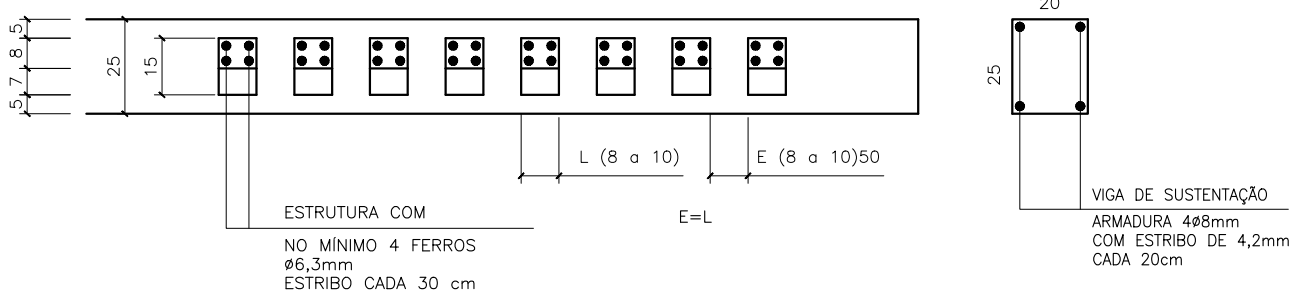 5
8
7
5
25
15
L (8 a 10)
E (8 a 10)50
E=L
ESTRUTURA COM
NO MÍNIMO 4 FERROS
ø6,3mm
ESTRIBO CADA 30 cm
20
25
VIGA DE SUSTENTAÇÃO
ARMADURA 4ø8mm
COM ESTRIBO DE 4,2mm
CADA 20cm